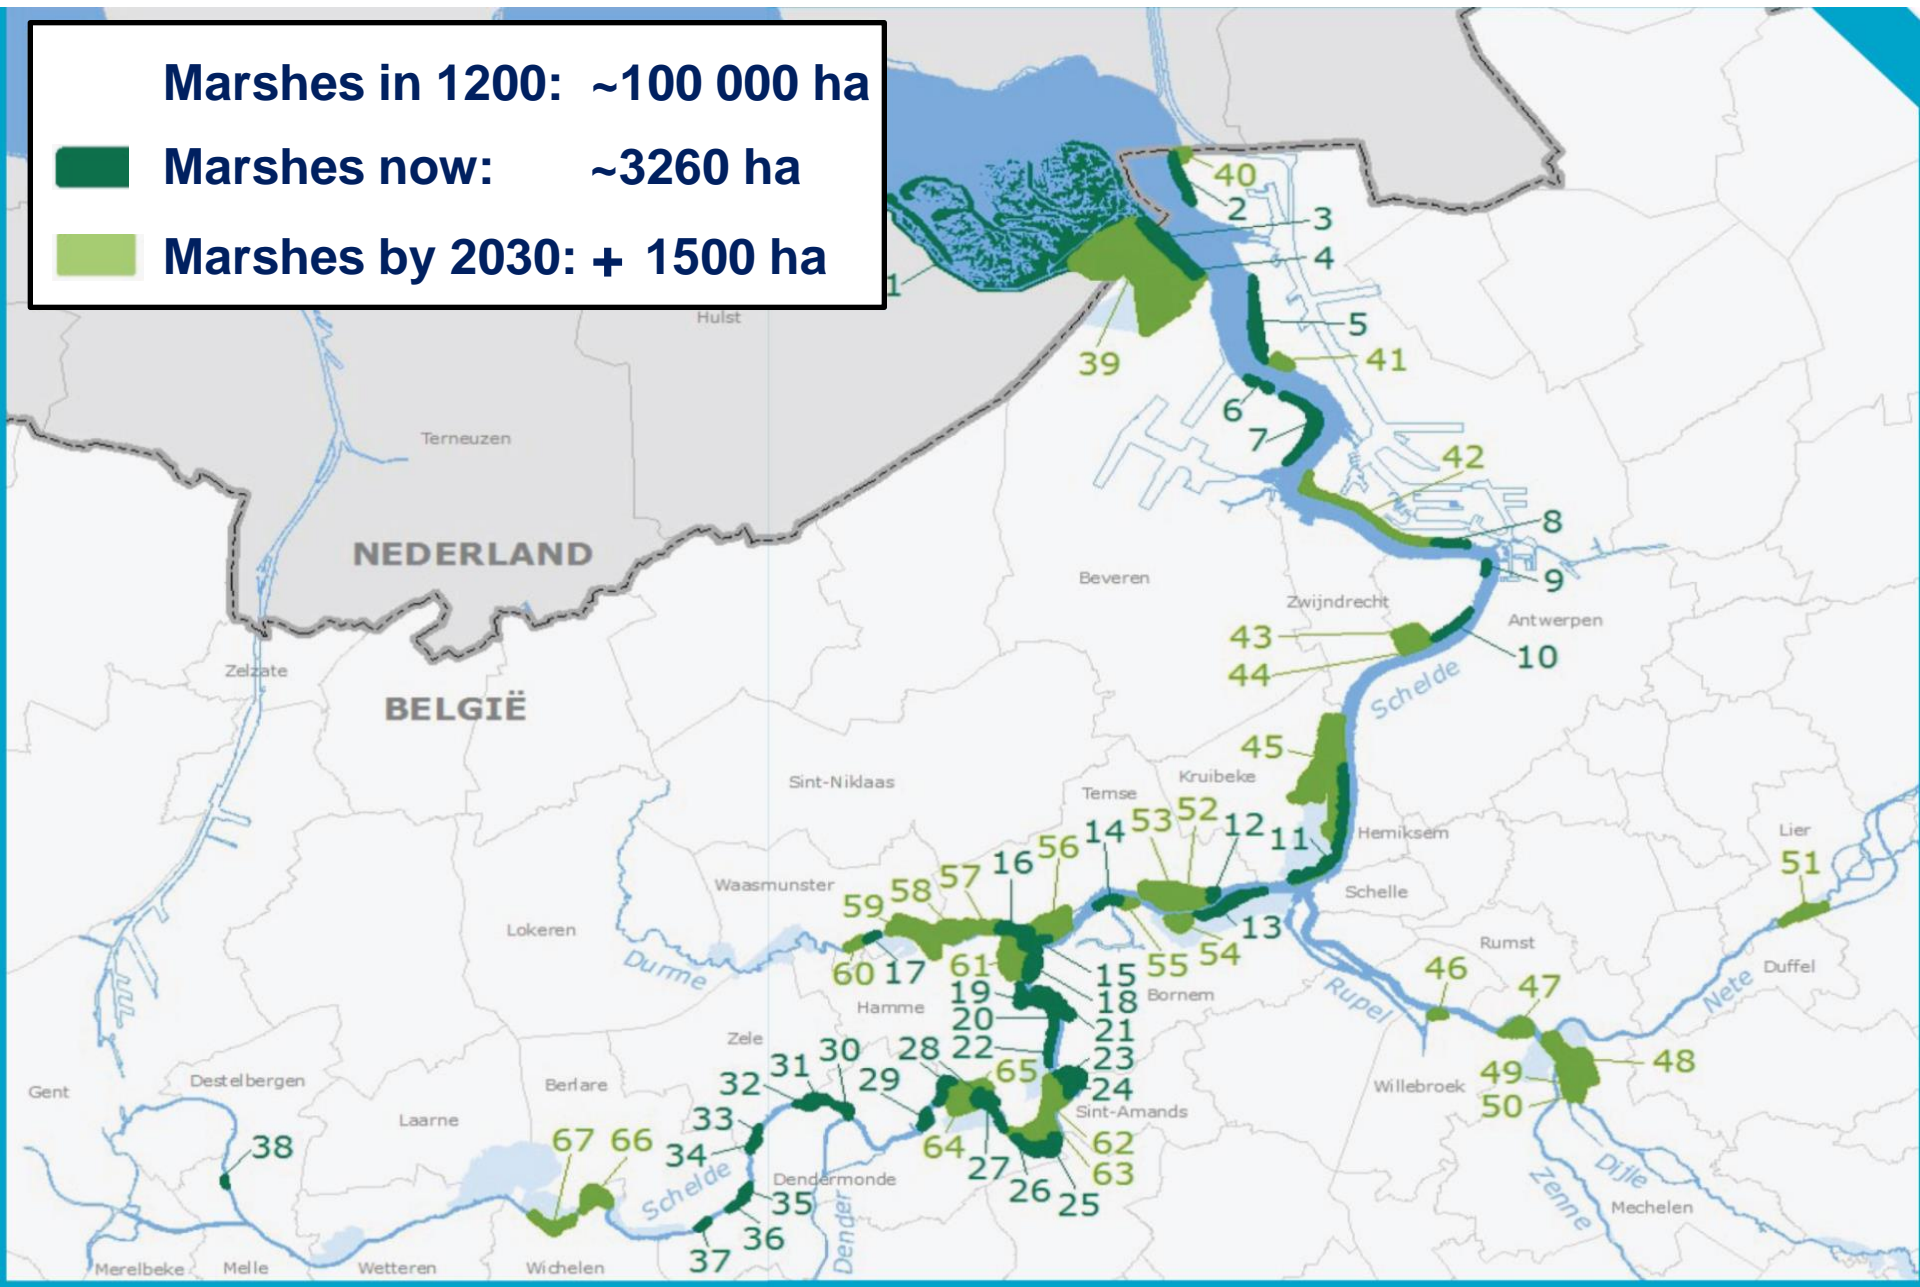 Marshes in 1200: ~100 000 ha
Marshes now: ~3260 ha
Marshes by 2030: + 1500 ha
40
2
3
4
1
Hulst
5
39
41
6
7
Terneuzen
42
8
NEDERLAND
9
Beveren
Zwijndrecht
Antwerpen
43
10
44
Zelzate
Schelde
BELGIË
45
Sint-Niklaas
Kruibeke
Temse
53
52
12
14
11
Hemiksem
Lier
56
16
51
57
58
Waasmunster
Schelle
59
13
Lokeren
Rumst
Durme
60
17
61
55
54
46
Duffel
15
19
18
Bornem
Rupel
47
Nete
Hamme
20
21
Zele
30
28
22
23
31
29
65
48
Gent
Destelbergen
Berlare
32
24
Willebroek
49
50
Laarne
33
Sint-Amands
38
67
66
34
64
62
27
63
Schelde
Dendermonde
26
25
Dijle
35
Zenne
Mechelen
36
Dender
37
Merelbeke
Melle
Wetteren
Wichelen